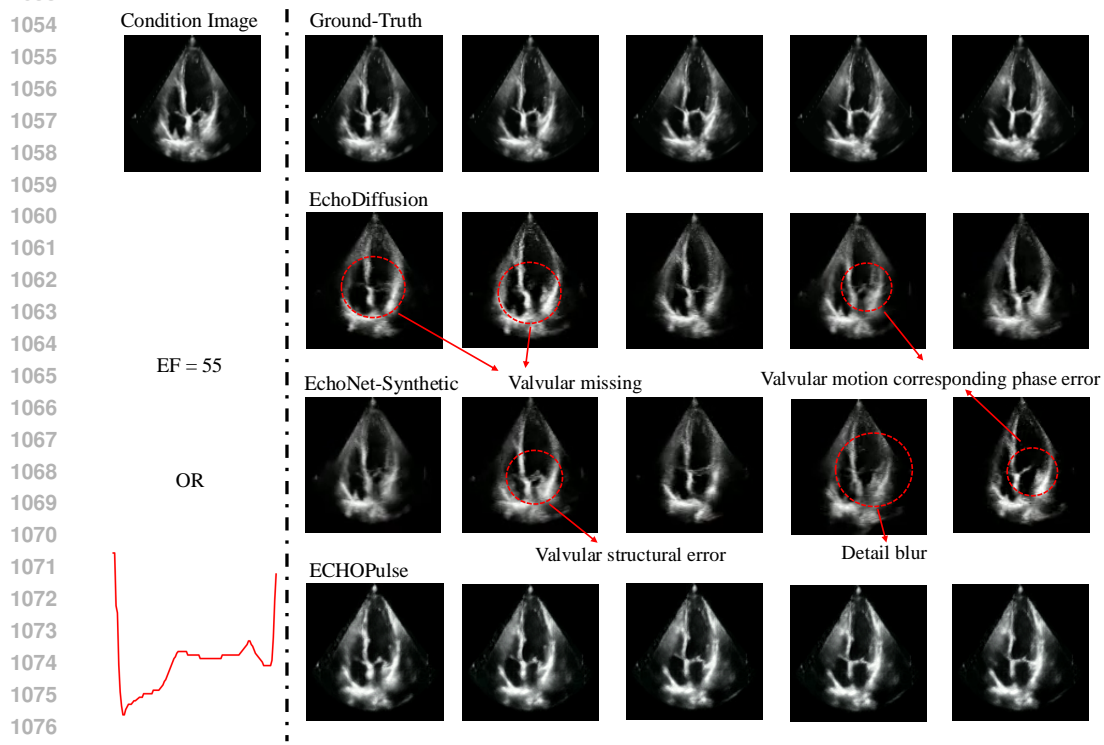 1054
Condition Image
Ground-Truth
1055
1056
1057
1058
1059
1060
EchoDiffusion
1061
1062
1063
1064
EF = 55
1065
EchoNet-Synthetic
Valvular missing
Valvular motion corresponding phase error
1066
1067
1068
OR
1069
1070
Valvular structural error
Detail blur
1071
ECHOPulse
1072
1073
1074
1075
1076